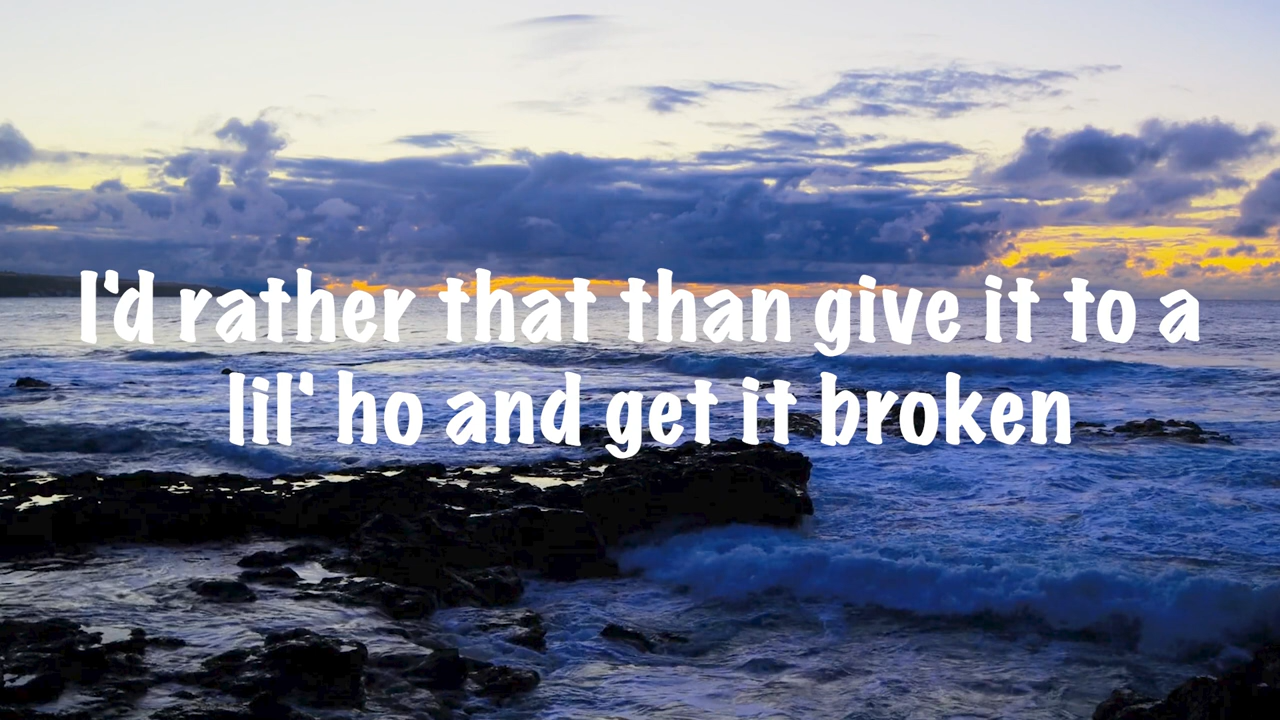 I'd rather that than give it to a
lil' ho and get it broken